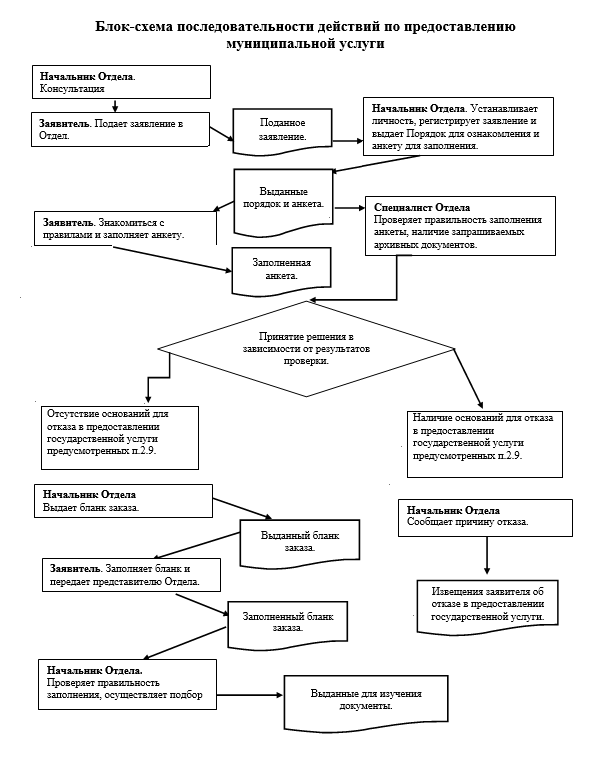 Блок-схема последовательности действий по предоставлению
муниципальной услуги
Начальник Отдела.
Консультация
Заявитель. Подает заявление в
Отдел.
Поданное
заявление.
Начальник Отдела. Устанавливает
личность, регистрирует заявление и
выдает Порядок для ознакомления и
анкету для заполнения.
Выданные
порядок и анкета.
Специалист Отдела
Проверяет правильность заполнения
анкеты, наличие запрашиваемых
архивных документов.
Заявитель. Знакомиться с
правилами и заполняет анкету.
Заполненная
анкета.
Принятие решения в
зависимости от результатов
проверки.
Отсутствие оснований для
отказа в предоставлении
государственной услуги
предусмотренных п.2.9.
Наличие оснований для отказа
в предоставлении
государственной услуги
предусмотренных п.2.9.
Начальник Отдела
Выдает бланк заказа.
Начальник Отдела
Сообщает причину отказа.
Выданный бланк
заказа.
Заявитель. Заполняет бланк и
передает представителю Отдела.
Извещения заявителя об
отказе в предоставлении
государственной услуги.
Заполненный бланк
заказа.
Начальник Отдела.
Проверяет правильность
заполнения, осуществляет подбор
Выданные для изучения
документы.